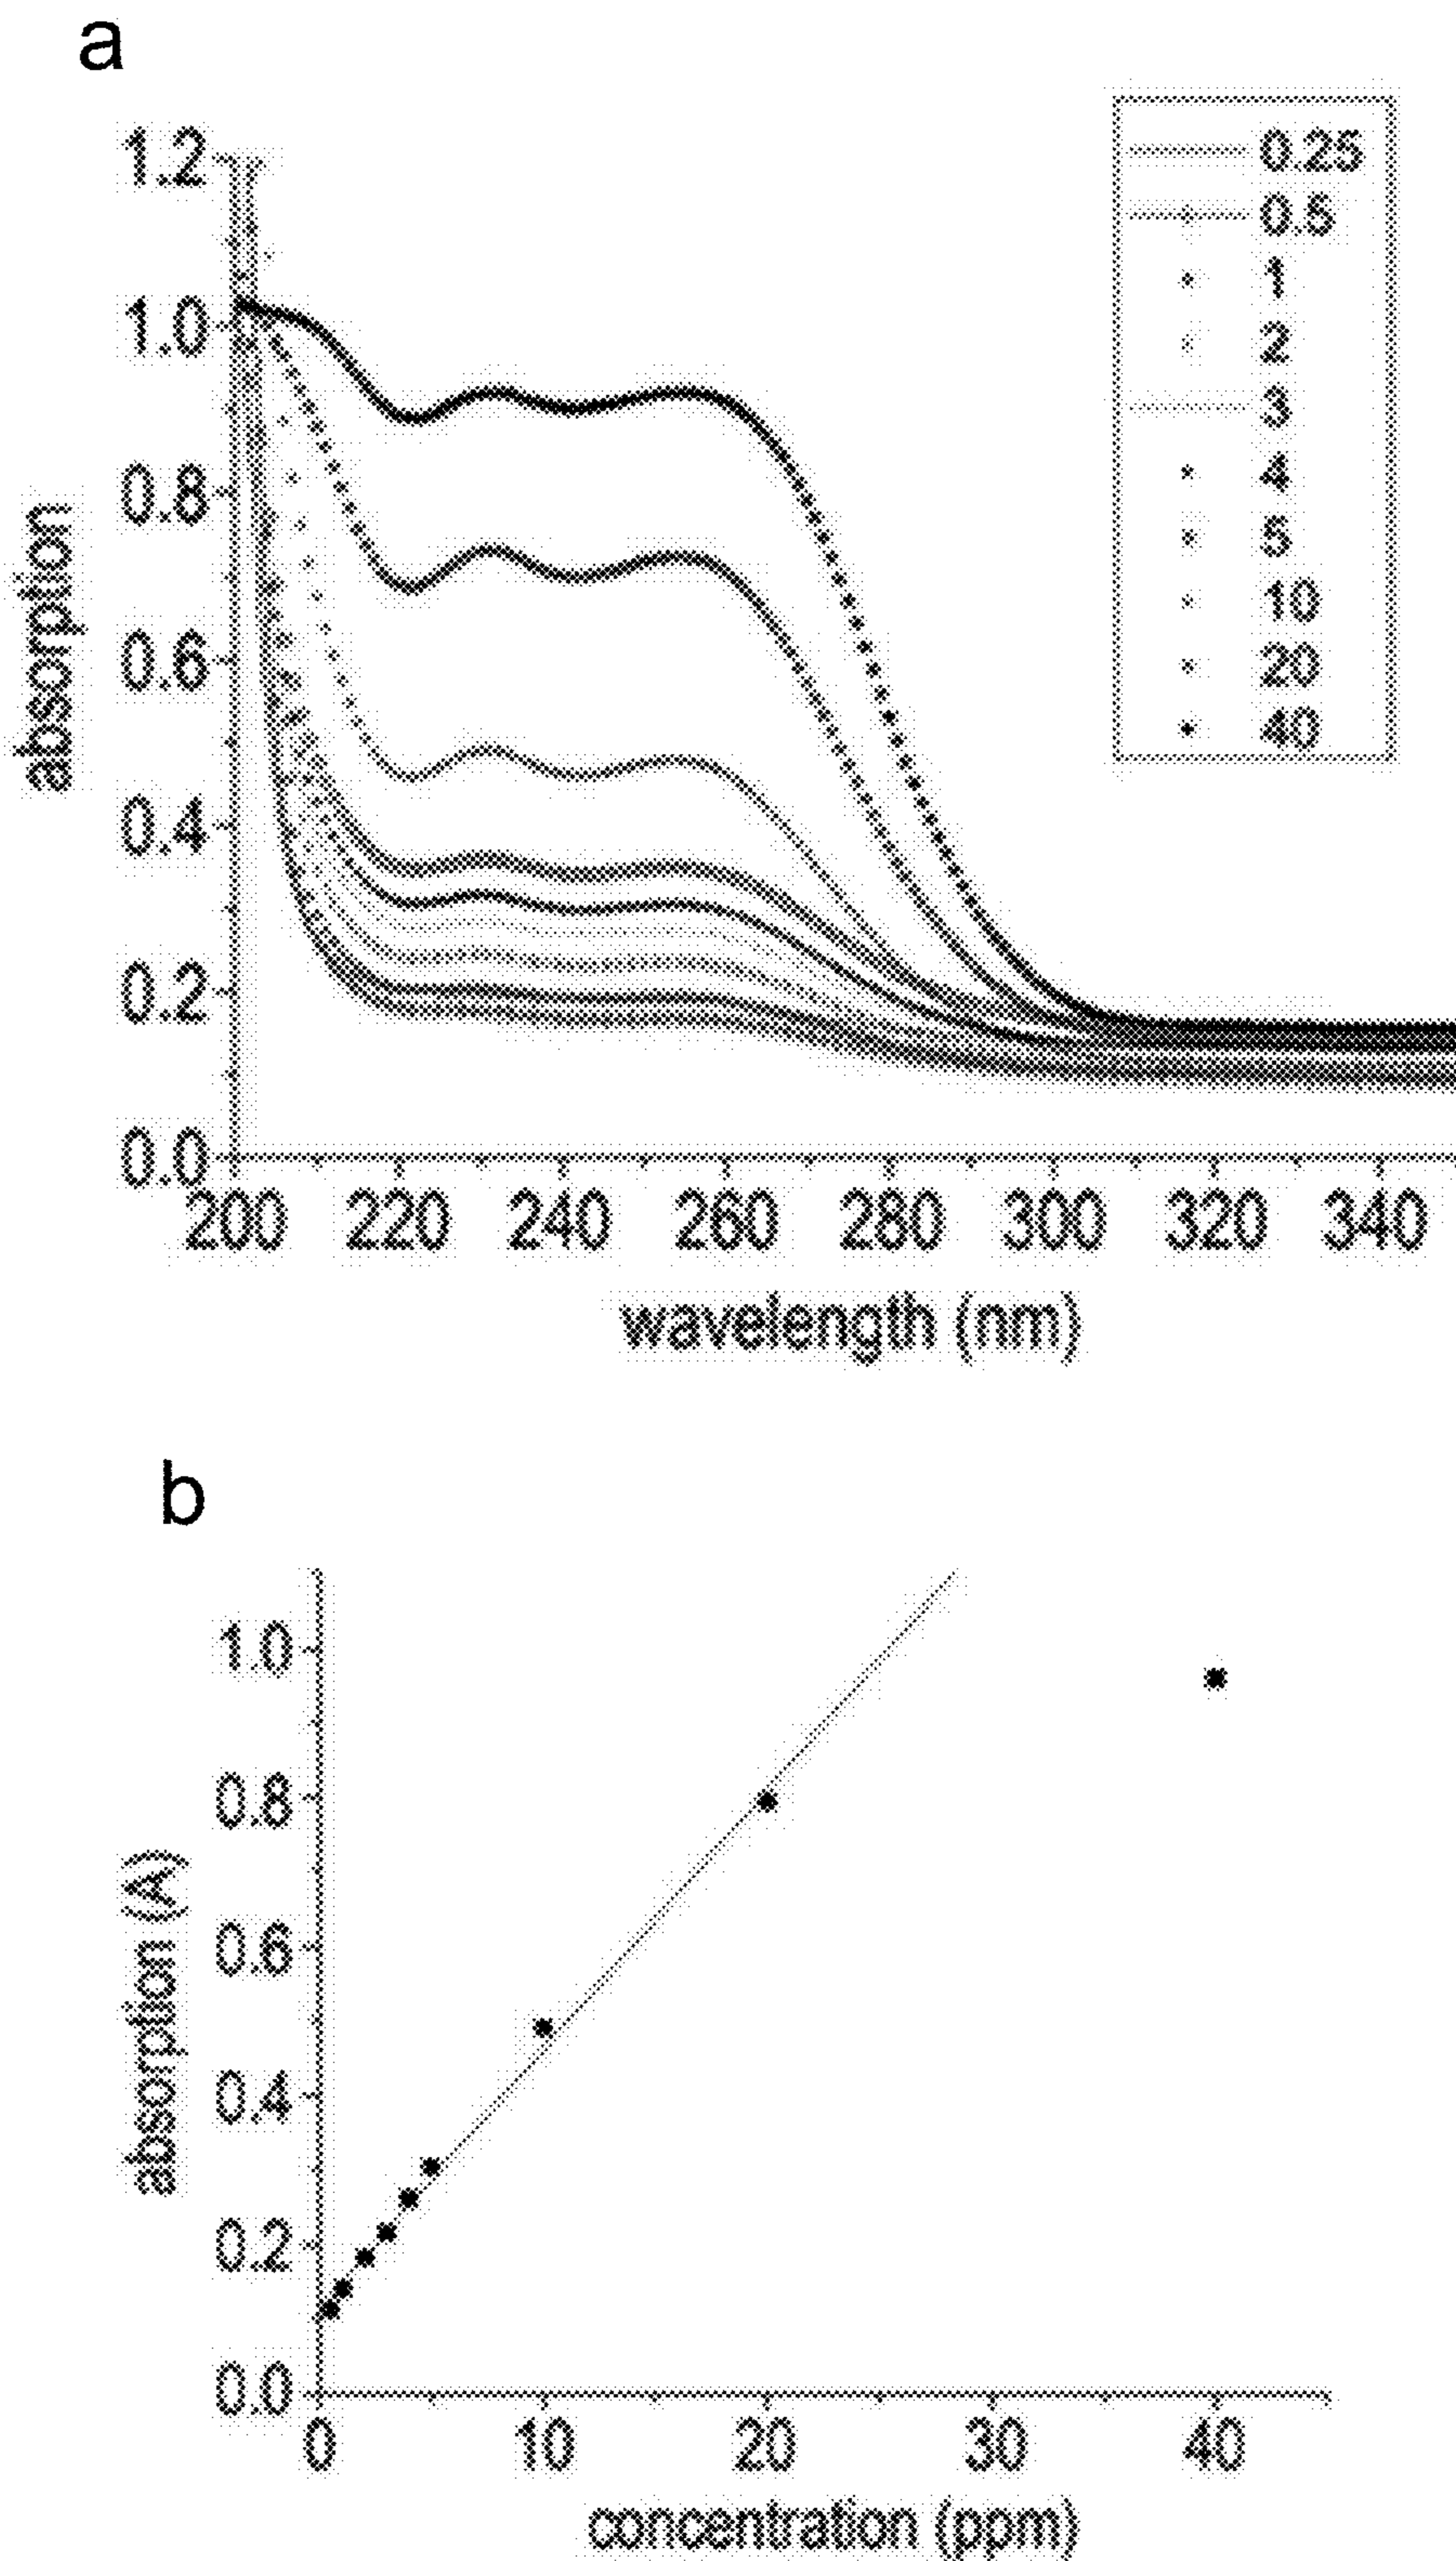 a
1.2
1.0
0.8
0.6
0.4
0.2
0.0
absorption
0.25
0.5
1
2
3
4
5
10
20
40
200 220 240 260 280 300 320 340
wavelength (nm)
b
1.0
0.8
0.6
0.4
0.2
0.0
absorption (A)
0 10 20 30 40
concentration (ppm)